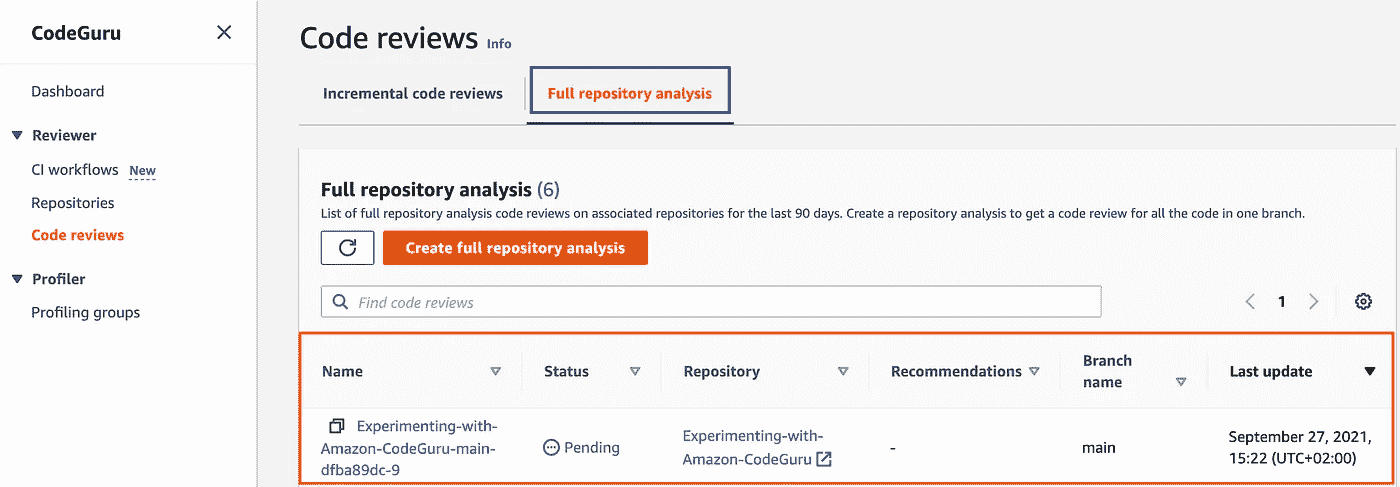 CodeGuru
Dashboard
Reviewer
CI workflows New
Repositories
Code reviews
Profiler
Profiling groups
Code reviews Info
Incremental code reviews
Full repository analysis
Full repository analysis (6)
List of full repository analysis code reviews on associated repositories for the last 90 days. Create a repository analysis to get a code review for all the code in one branch.
Create full repository analysis
Find code reviews
1
Name
Status
Repository
Recommendations
Branch
name
Last update
Experimenting-with-
Amazon-CodeGuru-main-
dfba89dc-9
Pending
Experimenting-with-
Amazon-CodeGuru
-
main
September 27, 2021,
15:22 (UTC+02:00)